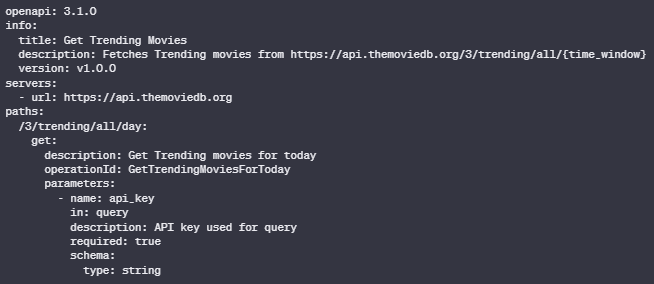 openapi: 3.1.0
info:
  title: Get Trending Movies
  description: Fetches Trending movies from https://api.themoviedb.org/3/trending/all/{time_window}
  version: v1.0.0
servers:
  - url: https://api.themoviedb.org
paths:
  /3/trending/all/day:
    get:
      description: Get Trending movies for today
      operationId: GetTrendingMoviesForToday
      parameters:
        - name: api_key
          in: query
          description: API key used for query
          required: true
          schema:
            type: string